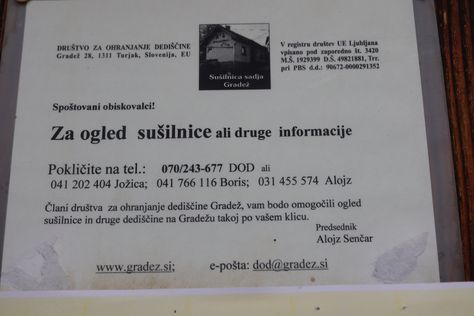 DRUŠTVO ZA OHRANJANJE DEDIŠČINE
Gradež 28, 1311 Turjak, Slovenija, EU
Sušilnica sadja
Gradež
V registru društev UE Ljubljana
vpisano pod zaporedno št. 3420
M.Š. 1929399 D.Š. 49821881, Trr.
pri PBS d.d.: 90672-0000291352
Spoštovani obiskovalci!
Za ogled sušilnice ali druge informacije
Pokličite na tel.: 070/243-677 DOD ali
041 202 404 Jožica; 041 766 116 Boris; 031 455 574 Alojz
Člani društva za ohranjanje dediščine Gradež, vam bodo omogočili ogled
sušilnice in druge dediščine na Gradežu takoj po vašem klicu.
Predsednik
Alojz Senčar
www.gradez.si; e-pošta: dod@gradez.si